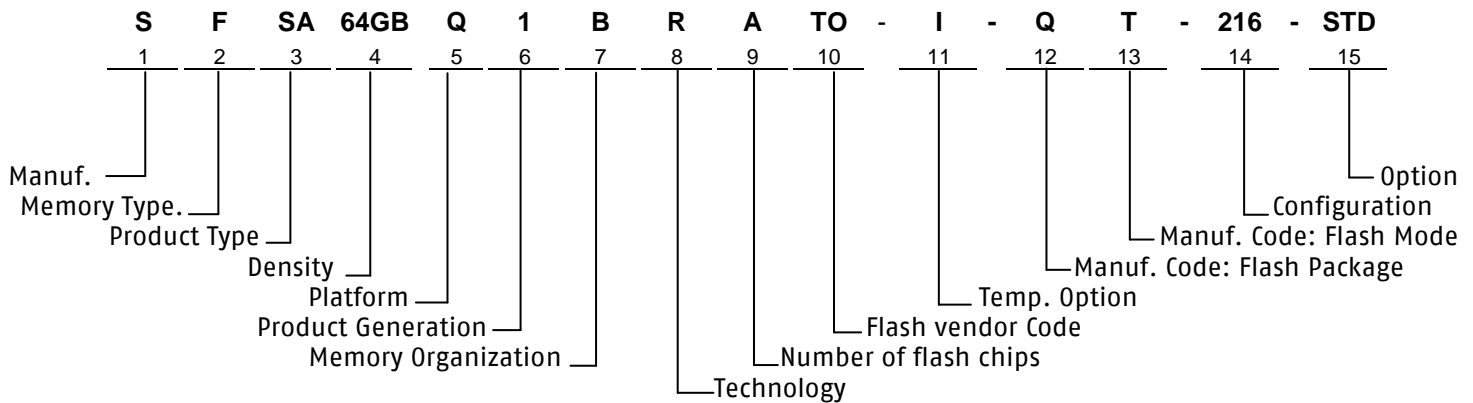 S F SA 64GB Q 1 B R A TO - I - Q T - 216 - STD
1 2 3 4 5 6 7 8 9 10 11 12 13 14 15
Manuf. Option
Memory Type. Configuration
Product Type Manuf. Code: Flash Mode
Density Manuf. Code: Flash Package
Platform Temp. Option
Product Generation Flash vendor Code
Memory Organization Number of flash chips
Technology